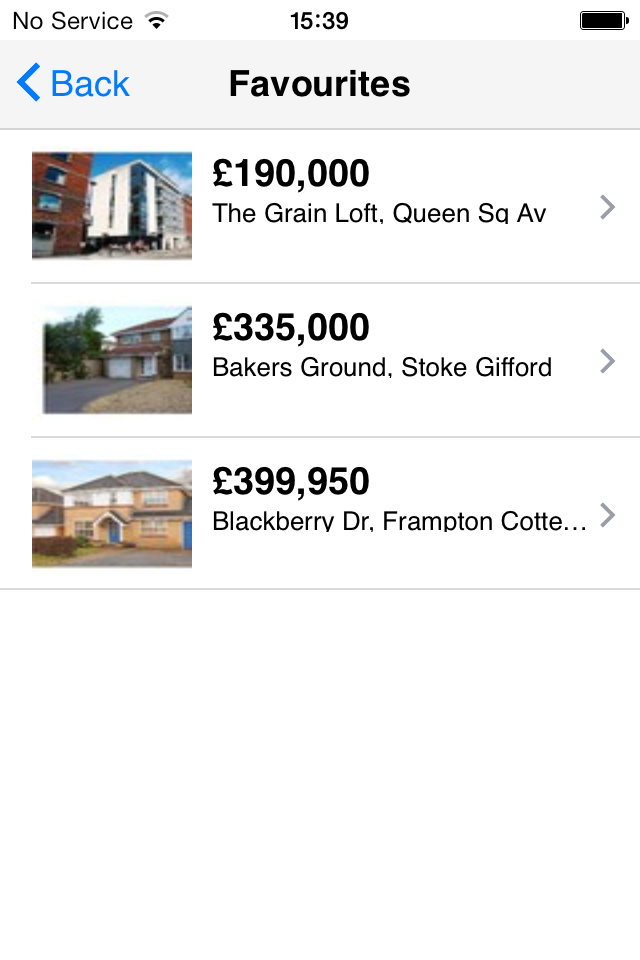 No Service 15:39
Back Favourites
£190,000
The Grain Loft, Queen Sq Av
£335,000
Bakers Ground, Stoke Gifford
£399,950
Blackberry Dr, Frampton Cotte...